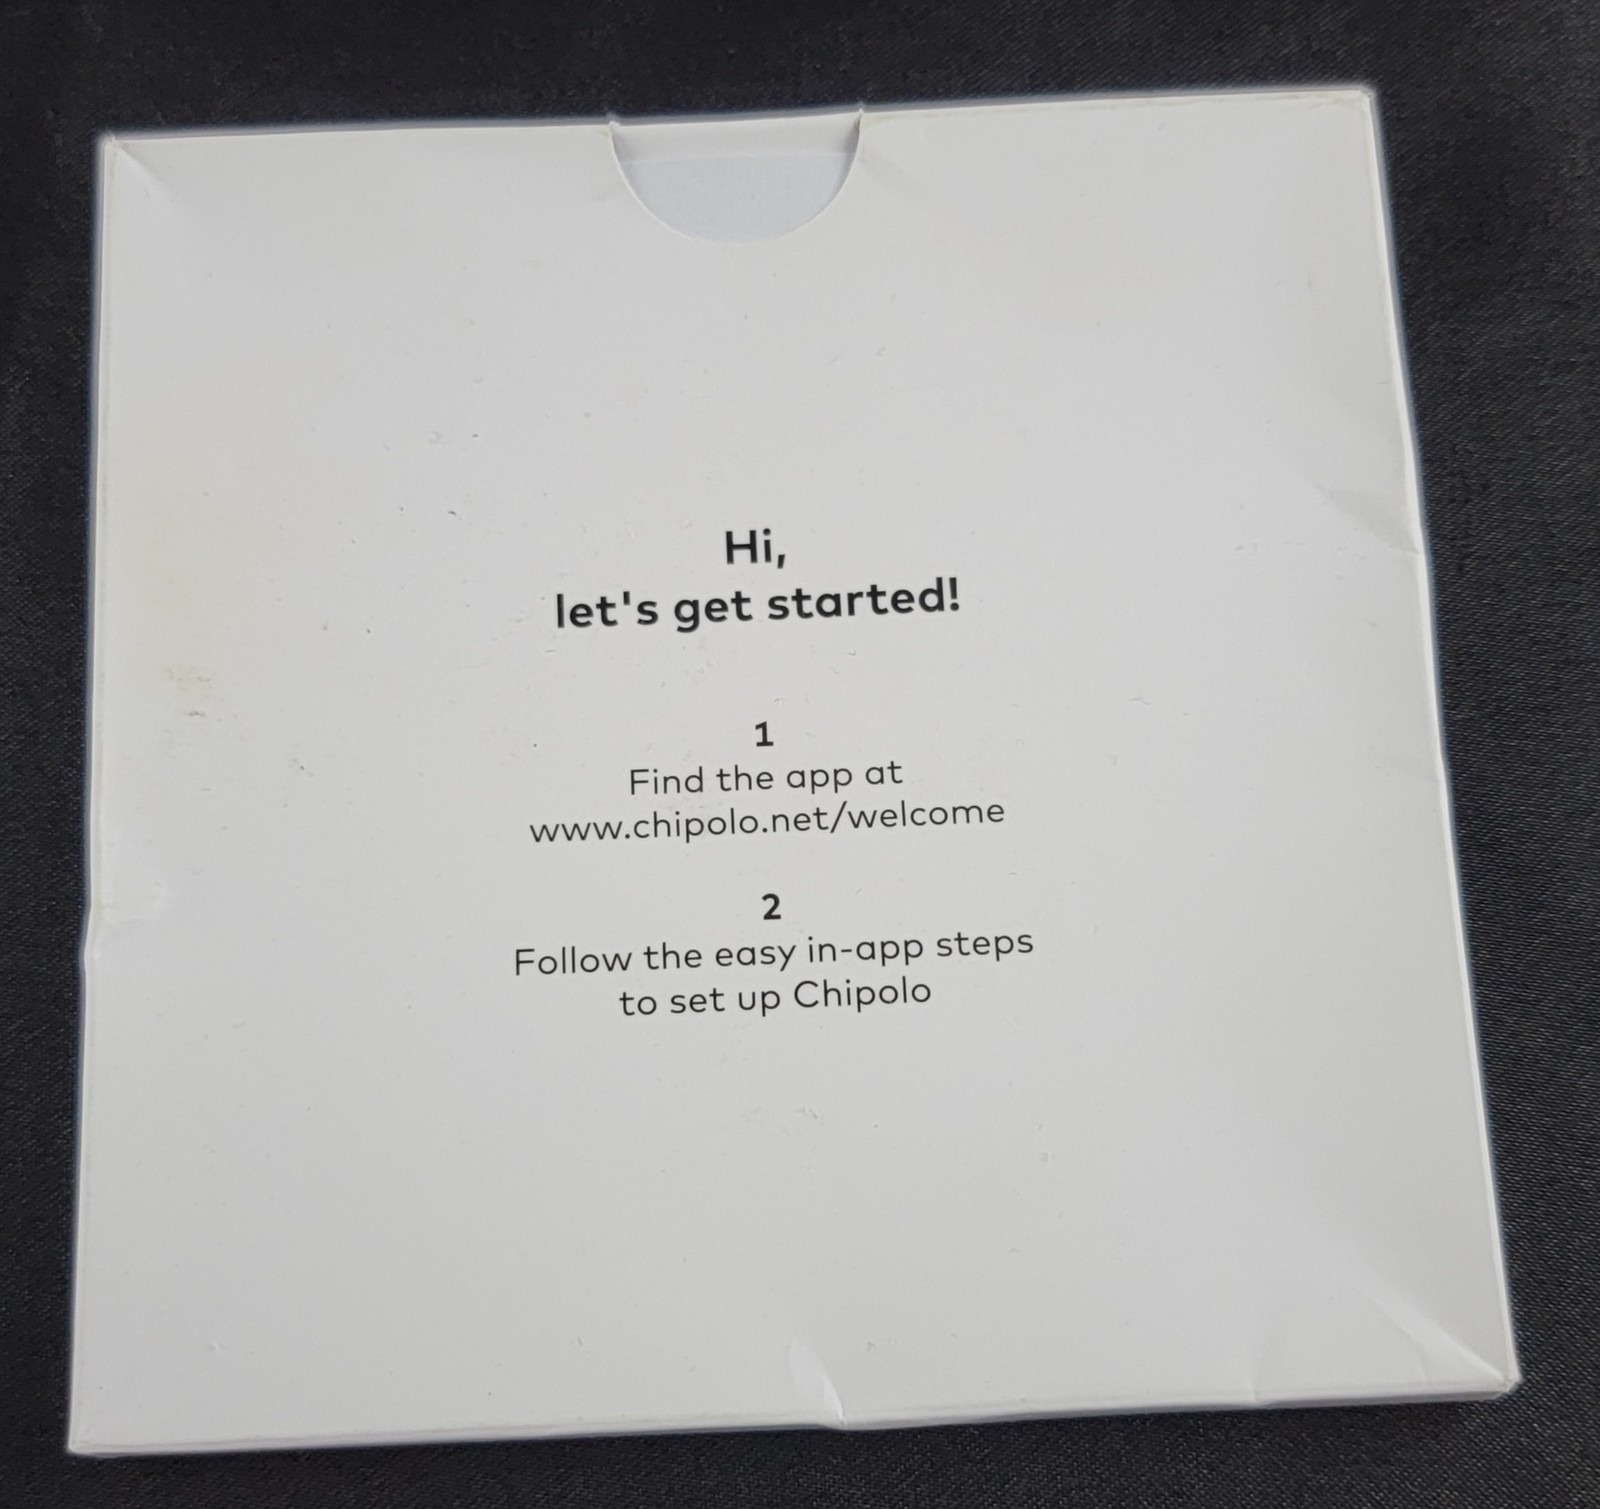 Hi,
let's get started!
1
Find the app at
www.chipolo.net/welcome
2
Follow the easy in-app steps
to set up Chipolo